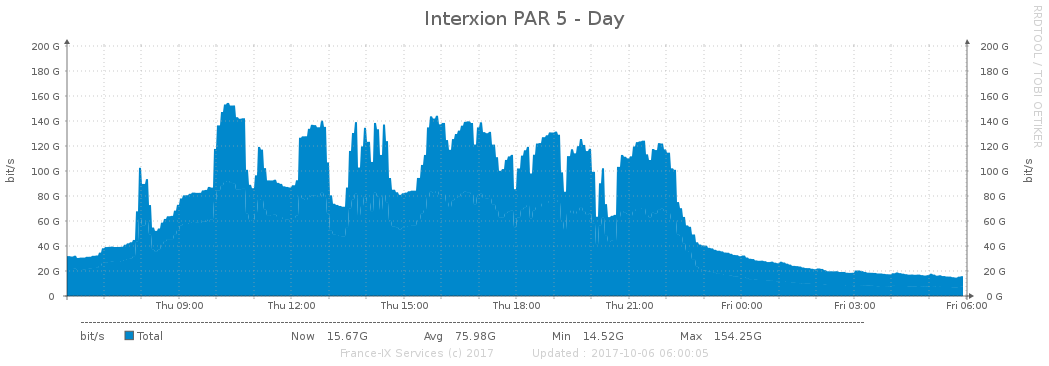 Interxion PAR 5 - Day
RRDTOOL / TOBI OETIKER
bit/s
200 G
180 G
160 G
140 G
120 G
100 G
80 G
60 G
40 G
20 G
0
200 G
180 G
160 G
140 G
120 G
100 G
80 G
60 G
40 G
20 G
0 G
bit/s
Thu 09:00 Thu 12:00 Thu 15:00 Thu 18:00 Thu 21:00 Fri 00:00 Fri 03:00 Fri 06:00
bit/s Total Now 15.67G Avg 75.98G Min 14.52G Max 154.25G
France-IX Services (c) 2017 Updated : 2017-10-06 06:00:05